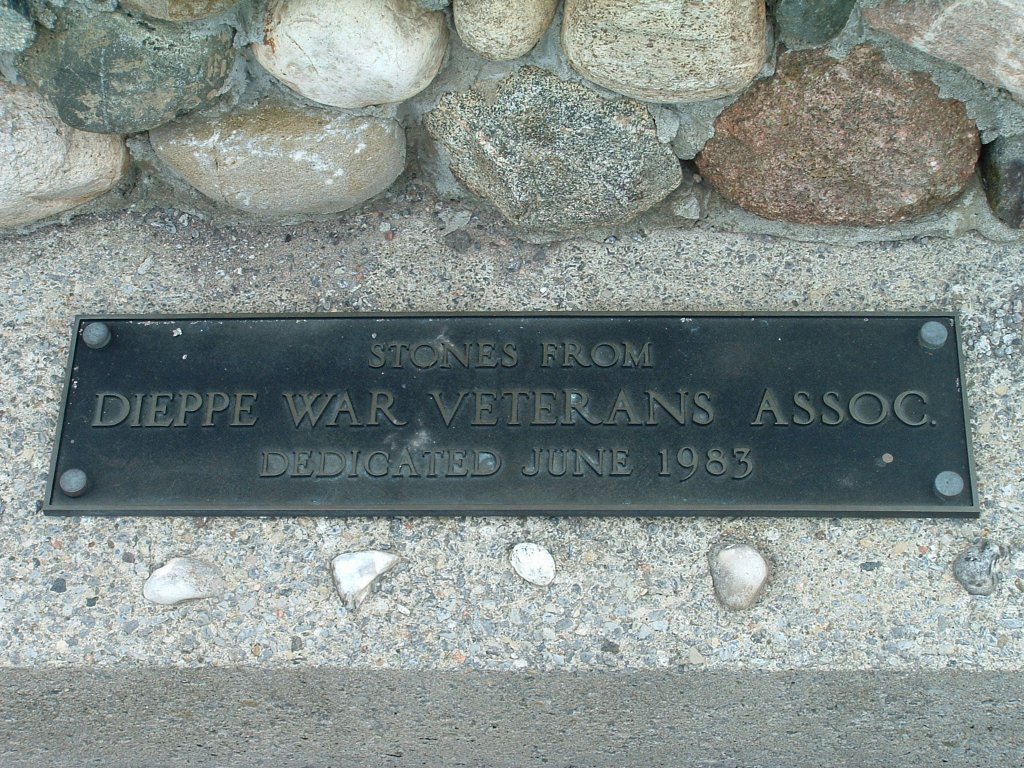 STONES FROM
DIEPPE WAR VETERANS ASSOC.
DEDICATED JUNE 1983